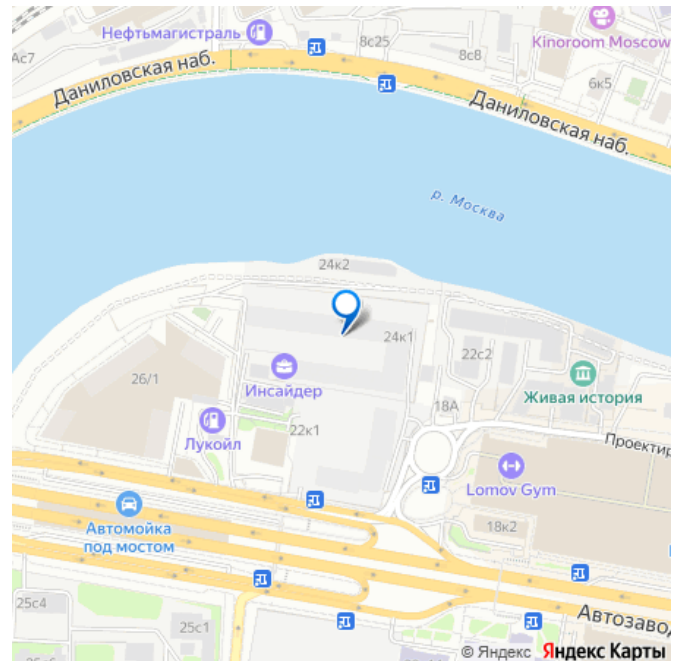 Нефтьмагистраль
8с25
8с8
Kinoroom Moscow
6к5
Ас7
Даниловская наб.
Даниловская наб.
р. Москва
24к2
24к1
22с2
26/1
Инсайдер
Живая история
18А
Лукойл
22к1
Проектир
Lomov Gym
18к2
Автомойка
под мостом
25с4
25с1
Автозавод
© Яндекс Яндекс Карты